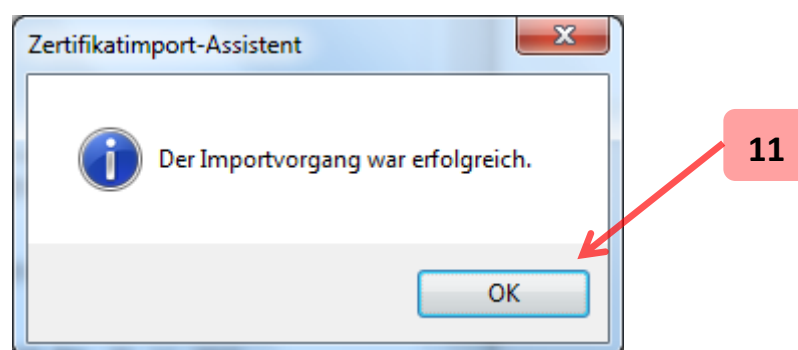 Zertifikatimport-Assistent
Der Importvorgang war erfolgreich.
11
OK